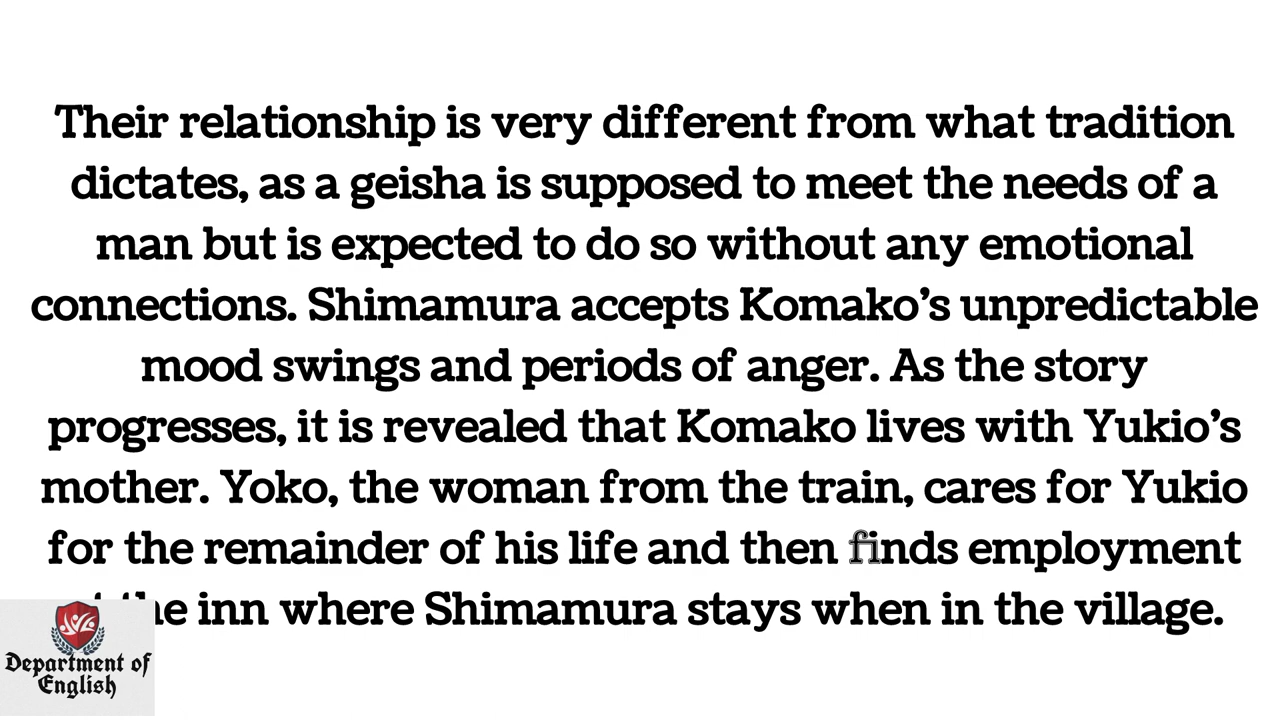 Their relationship is very different from what tradition
dictates, as a geisha is supposed to meet the needs of a
man but is expected to do so without any emotional
connections. Shimamura accepts Komako’s unpredictable
mood swings and periods of anger. As the story
progresses, it is revealed that Komako lives with Yukio’s
mother. Yoko, the woman from the train, cares for Yukio
for the remainder of his life and then finds employment
the inn where Shimamura stays when in the village.
Department of
English